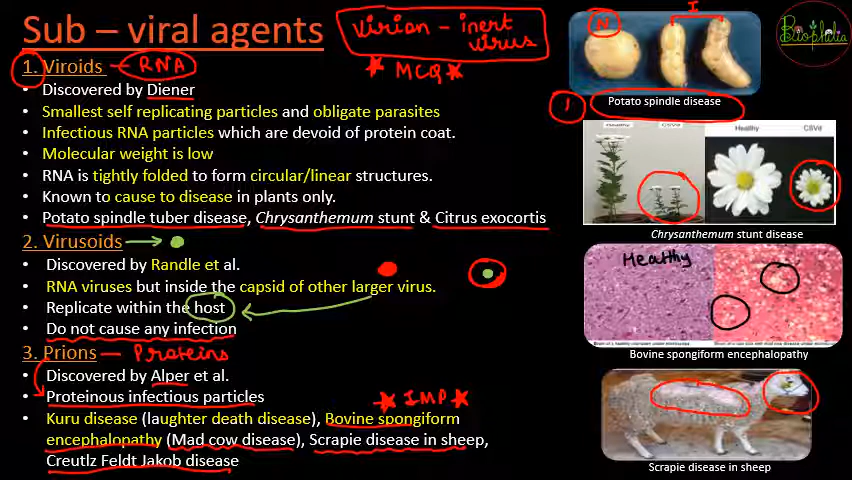 Sub – viral agents
Virian – inert
virus
★ MCQ ★
1. Viroids – RNA
Discovered by Diener
• Smallest self replicating particles and obligate parasites
• Infectious RNA particles which are devoid of protein coat.
• Molecular weight is low
• RNA is tightly folded to form circular/linear structures.
• Known to cause to disease in plants only.
• Potato spindle tuber disease, Chrysanthemum stunt & Citrus exocortis
2. Virusoids
• Discovered by Randle et al.
• RNA viruses but inside the capsid of other larger virus.
• Replicate within the host
• Do not cause any infection
3. Prions – Proteins
• Discovered by Alper et al.
• Proteinous infectious particles
★ IMP ★
• Kuru disease (laughter death disease), Bovine spongiform
encephalopathy (Mad cow disease), Scrapie disease in sheep,
Creutlz Feldt Jakob disease
N
I
Biophilia
1
Potato spindle disease
Healthy CSVd
Healthy CSVd
Chrysanthemum stunt disease
Healthy
Bovine spongiform encephalopathy
Scrapie disease in sheep